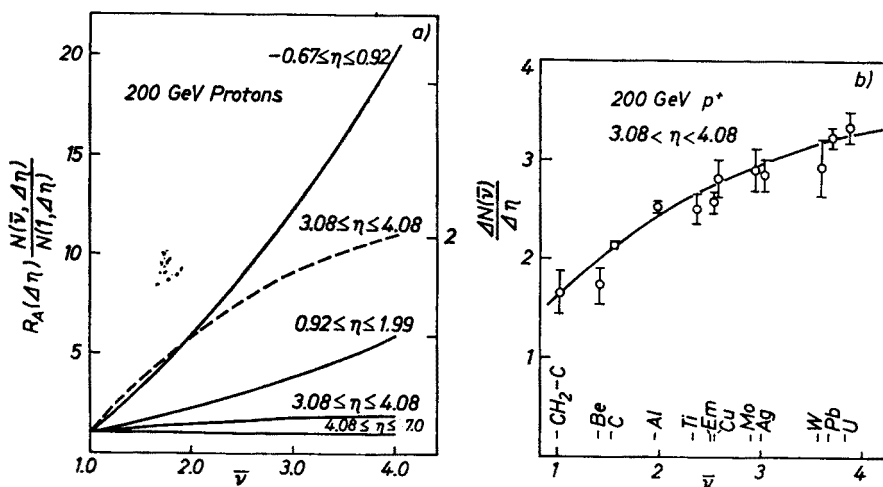 a)
20
15
10
5
R_A(Δη) N(ν̄, Δη) / N(1, Δη)
200 GeV Protons
-0.67≤η≤0.92
3.08≤η≤4.08
2
0.92≤η≤1.99
3.08≤η≤4.08
4.08≤η≤7.0
1.0 2.0 3.0 4.0
ν̄
b)
4
3
2
1
ΔN(ν̄) / Δη
200 GeV p⁺
3.08<η<4.08
CH₂-C
Be
C
Al
Ti
Em
Cu
Mo
Ag
W
Pb
U
1 2 3 4
ν̄